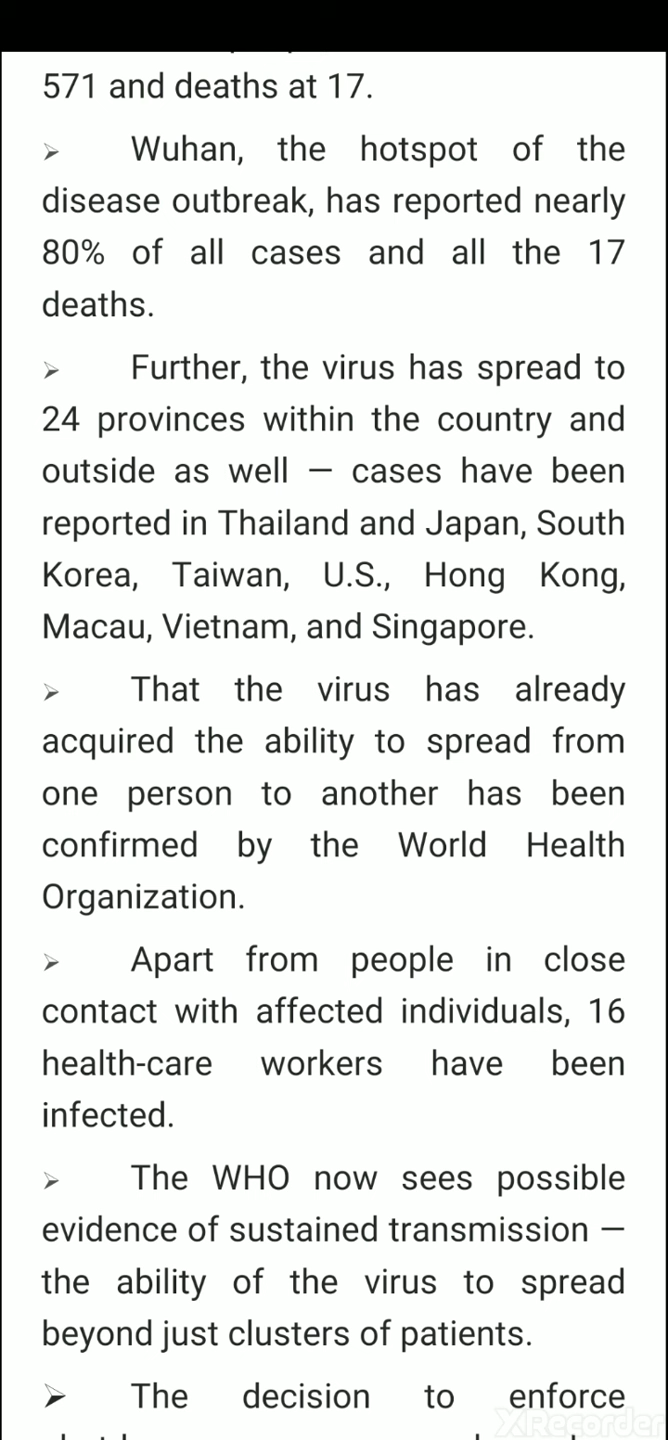 571 and deaths at 17.
➢ Wuhan, the hotspot of the
disease outbreak, has reported nearly
80% of all cases and all the 17
deaths.
➢ Further, the virus has spread to
24 provinces within the country and
outside as well — cases have been
reported in Thailand and Japan, South
Korea, Taiwan, U.S., Hong Kong,
Macau, Vietnam, and Singapore.
➢ That the virus has already
acquired the ability to spread from
one person to another has been
confirmed by the World Health
Organization.
➢ Apart from people in close
contact with affected individuals, 16
health-care workers have been
infected.
➢ The WHO now sees possible
evidence of sustained transmission —
the ability of the virus to spread
beyond just clusters of patients.
➢ The decision to enforce
XRecorder